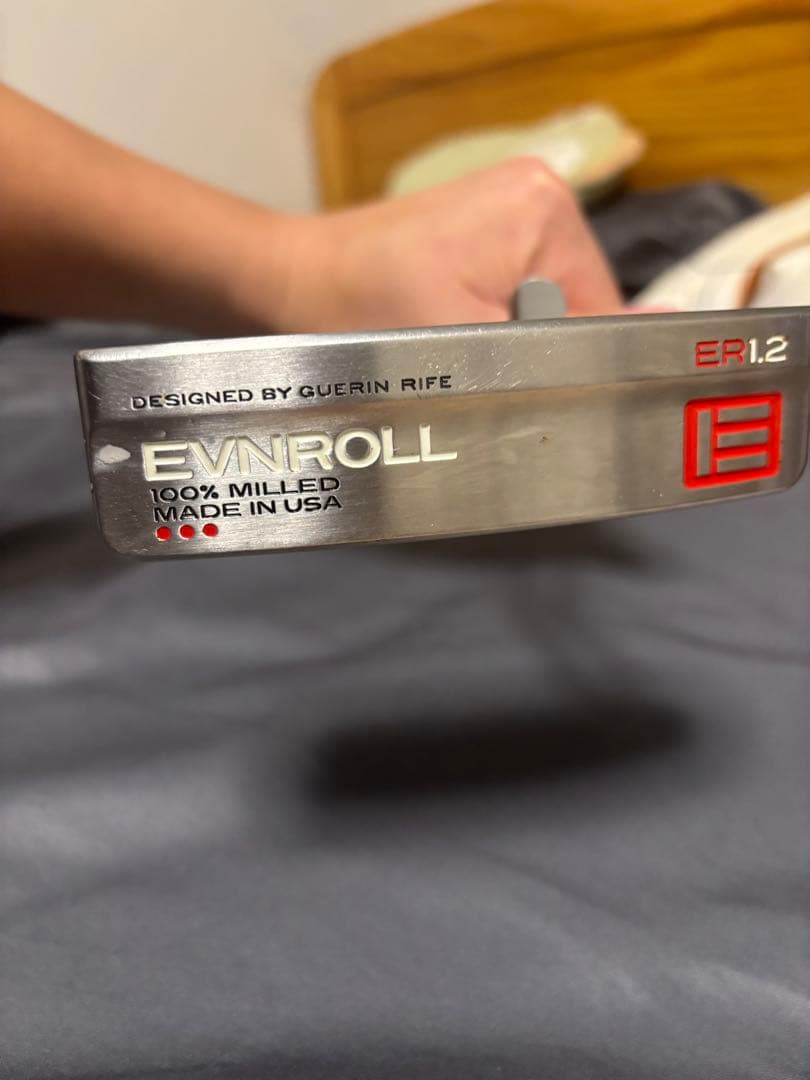 ER1.2
DESIGNED BY GUERIN RIFE
EVNROLL
100% MILLED
MADE IN USA